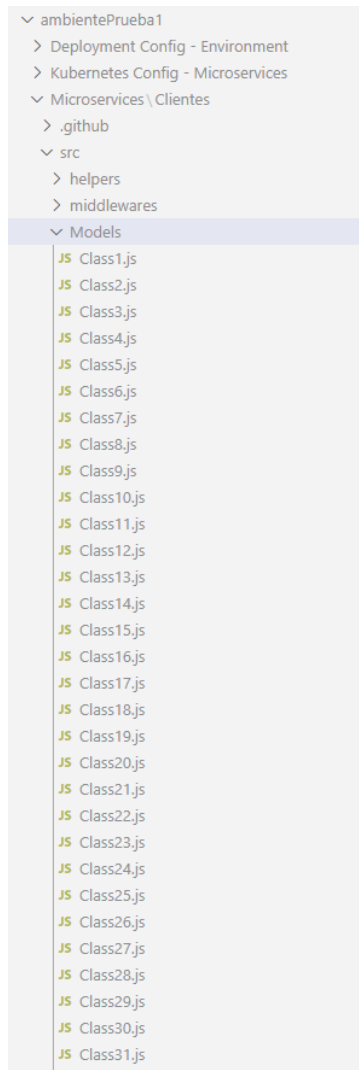 ambientePrueba1
Deployment Config - Environment
Kubernetes Config - Microservices
Microservices\Clientes
.github
src
helpers
middlewares
Models
JS Class1.js
JS Class2.js
JS Class3.js
JS Class4.js
JS Class5.js
JS Class6.js
JS Class7.js
JS Class8.js
JS Class9.js
JS Class10.js
JS Class11.js
JS Class12.js
JS Class13.js
JS Class14.js
JS Class15.js
JS Class16.js
JS Class17.js
JS Class18.js
JS Class19.js
JS Class20.js
JS Class21.js
JS Class22.js
JS Class23.js
JS Class24.js
JS Class25.js
JS Class26.js
JS Class27.js
JS Class28.js
JS Class29.js
JS Class30.js
JS Class31.js